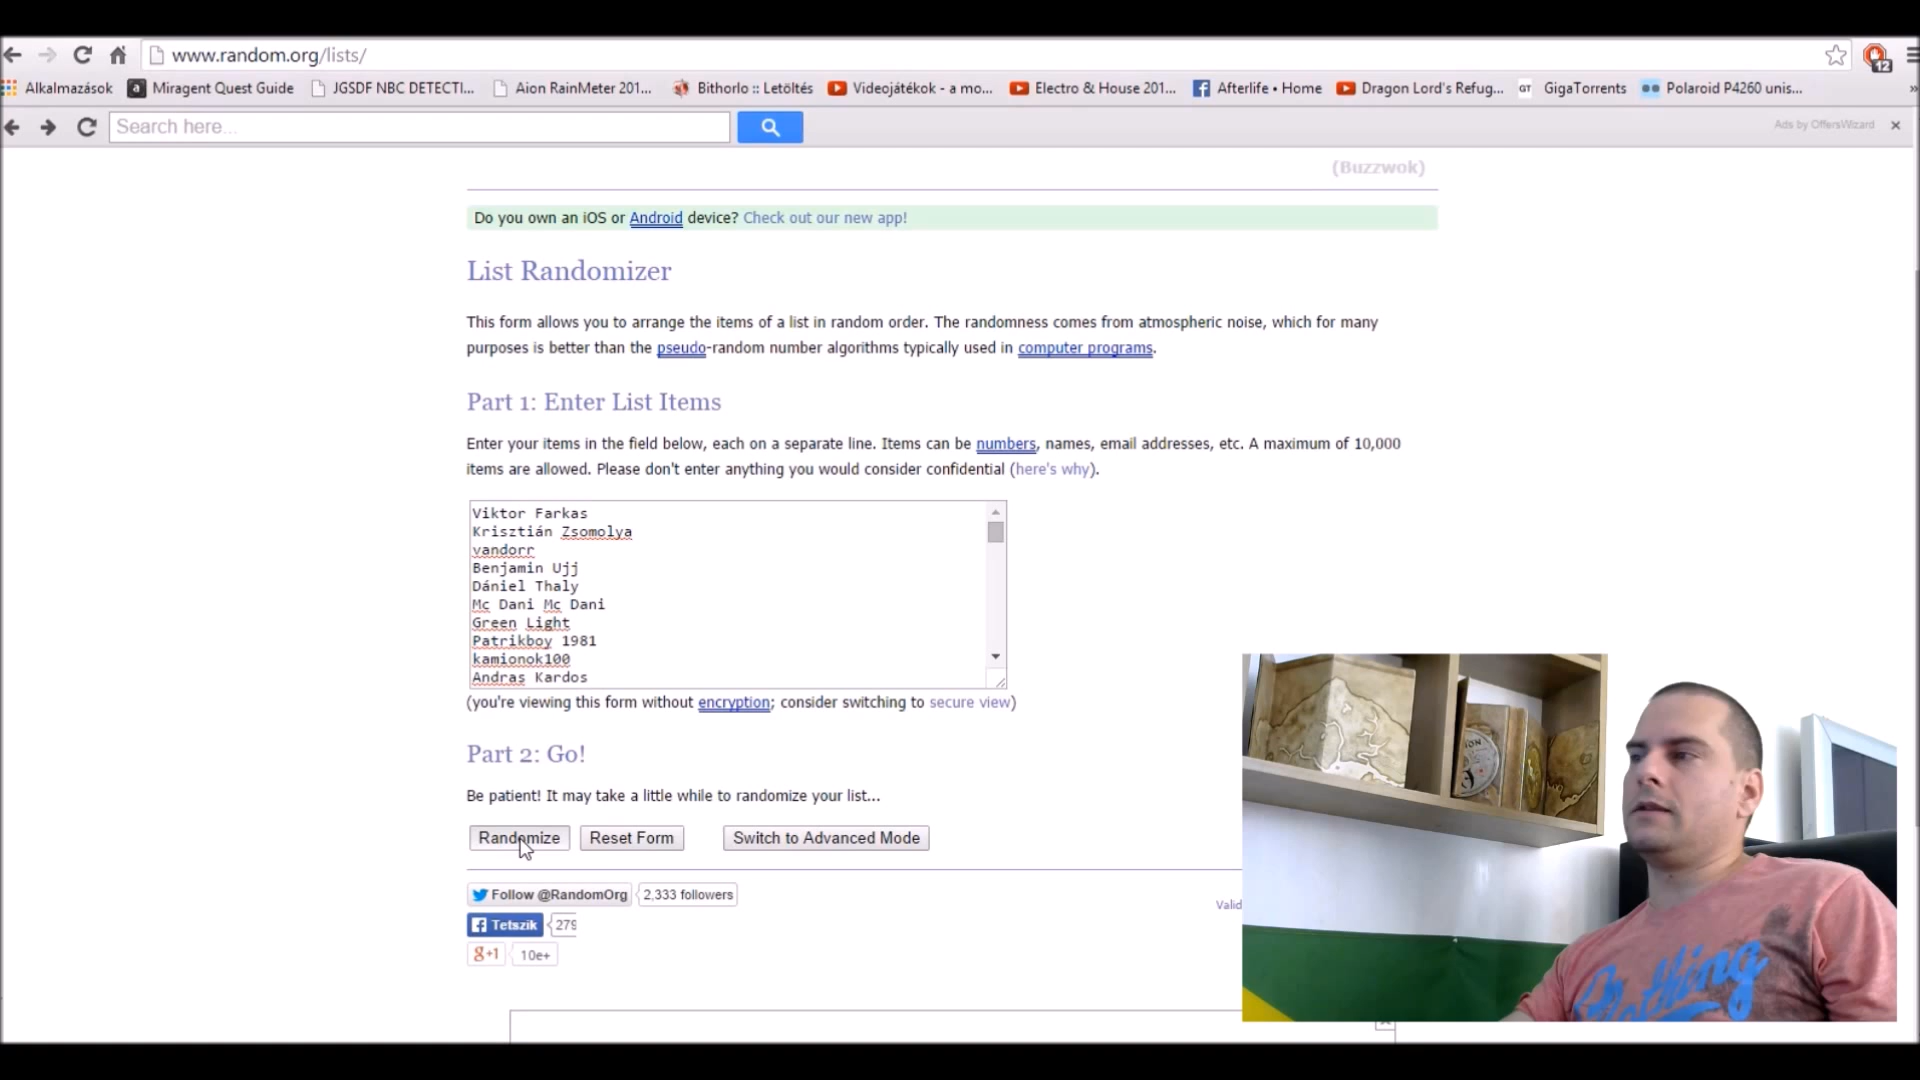 www.random.org/lists/
12
Alkalmazások Miragent Quest Guide JGSDF NBC DETECTI... Aion RainMeter 201... Bithorlo :: Letöltés Videojátékok - a mo... Electro & House 201... Afterlife • Home Dragon Lord's Refug... GT GigaTorrents Polaroid P4260 unis... »
Search here... Ads by OffersWizard
(Buzzwok)
Do you own an iOS or Android device? Check out our new app!
List Randomizer
This form allows you to arrange the items of a list in random order. The randomness comes from atmospheric noise, which for many
purposes is better than the pseudo-random number algorithms typically used in computer programs.
Part 1: Enter List Items
Enter your items in the field below, each on a separate line. Items can be numbers, names, email addresses, etc. A maximum of 10,000
items are allowed. Please don't enter anything you would consider confidential (here's why).
Viktor Farkas
Krisztián Zsomolya
vandorr
Benjamin Ujj
Dániel Thaly
Mc Dani Mc Dani
Green Light
Patrikboy 1981
kamionok100
Andras Kardos
(you're viewing this form without encryption; consider switching to secure view)
Part 2: Go!
Be patient! It may take a little while to randomize your list...
Randomize Reset Form Switch to Advanced Mode
Follow @RandomOrg 2,333 followers
Valid
Tetszik 279
g+1 10e+